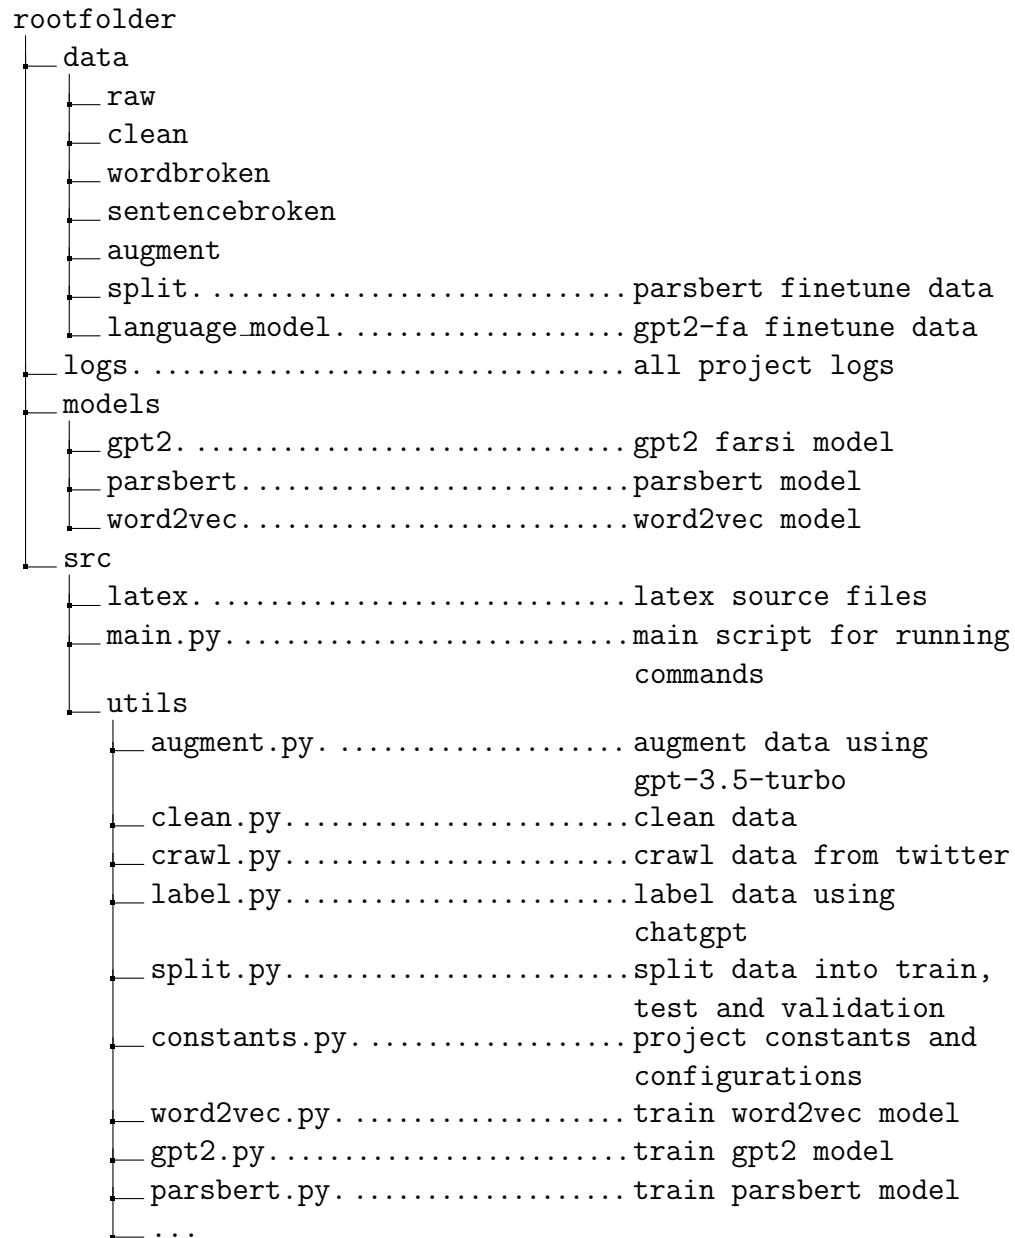 rootfolder
data
raw
clean
wordbroken
sentencebroken
augment
split. ............................ parsbert finetune data
language_model. ................... gpt2-fa finetune data
logs. ................................ all project logs
models
gpt2. ............................. gpt2 farsi model
parsbert.......................... parsbert model
word2vec.......................... word2vec model
src
latex. ............................ latex source files
main.py........................... main script for running
commands
utils
augment.py. ................... augment data using
gpt-3.5-turbo
clean.py....................... clean data
crawl.py....................... crawl data from twitter
label.py....................... label data using
chatgpt
split.py....................... split data into train,
test and validation
constants.py. .................. project constants and
configurations
word2vec.py. ................... train word2vec model
gpt2.py........................ train gpt2 model
parsbert.py. ................... train parsbert model
...